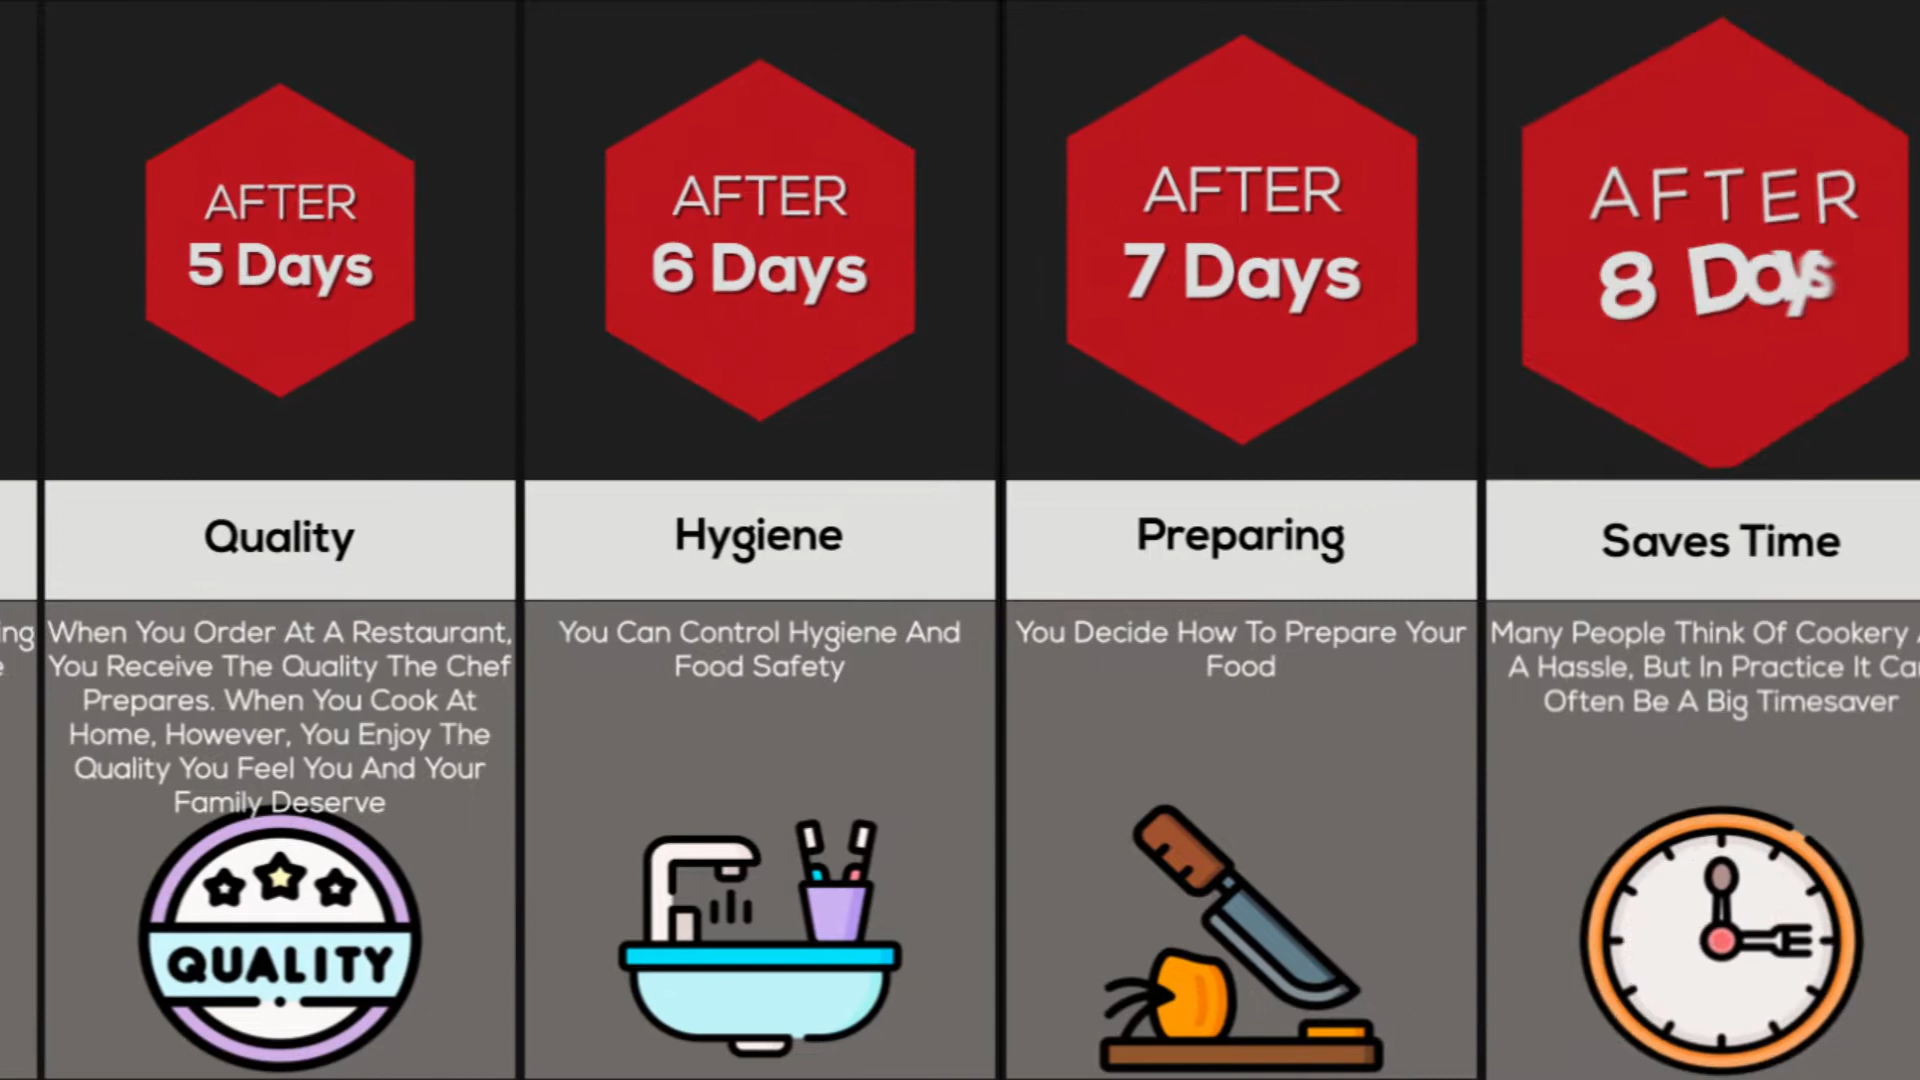 AFTER
5 Days
Quality
When You Order At A Restaurant,
You Receive The Quality The Chef
Prepares. When You Cook At
Home, However, You Enjoy The
Quality You Feel You And Your
Family Deserve
QUALITY
AFTER
6 Days
Hygiene
You Can Control Hygiene And
Food Safety
AFTER
7 Days
Preparing
You Decide How To Prepare Your
Food
AFTER
8 Days
Saves Time
Many People Think Of Cookery
A Hassle, But In Practice It
Often Be A Big Timesaver